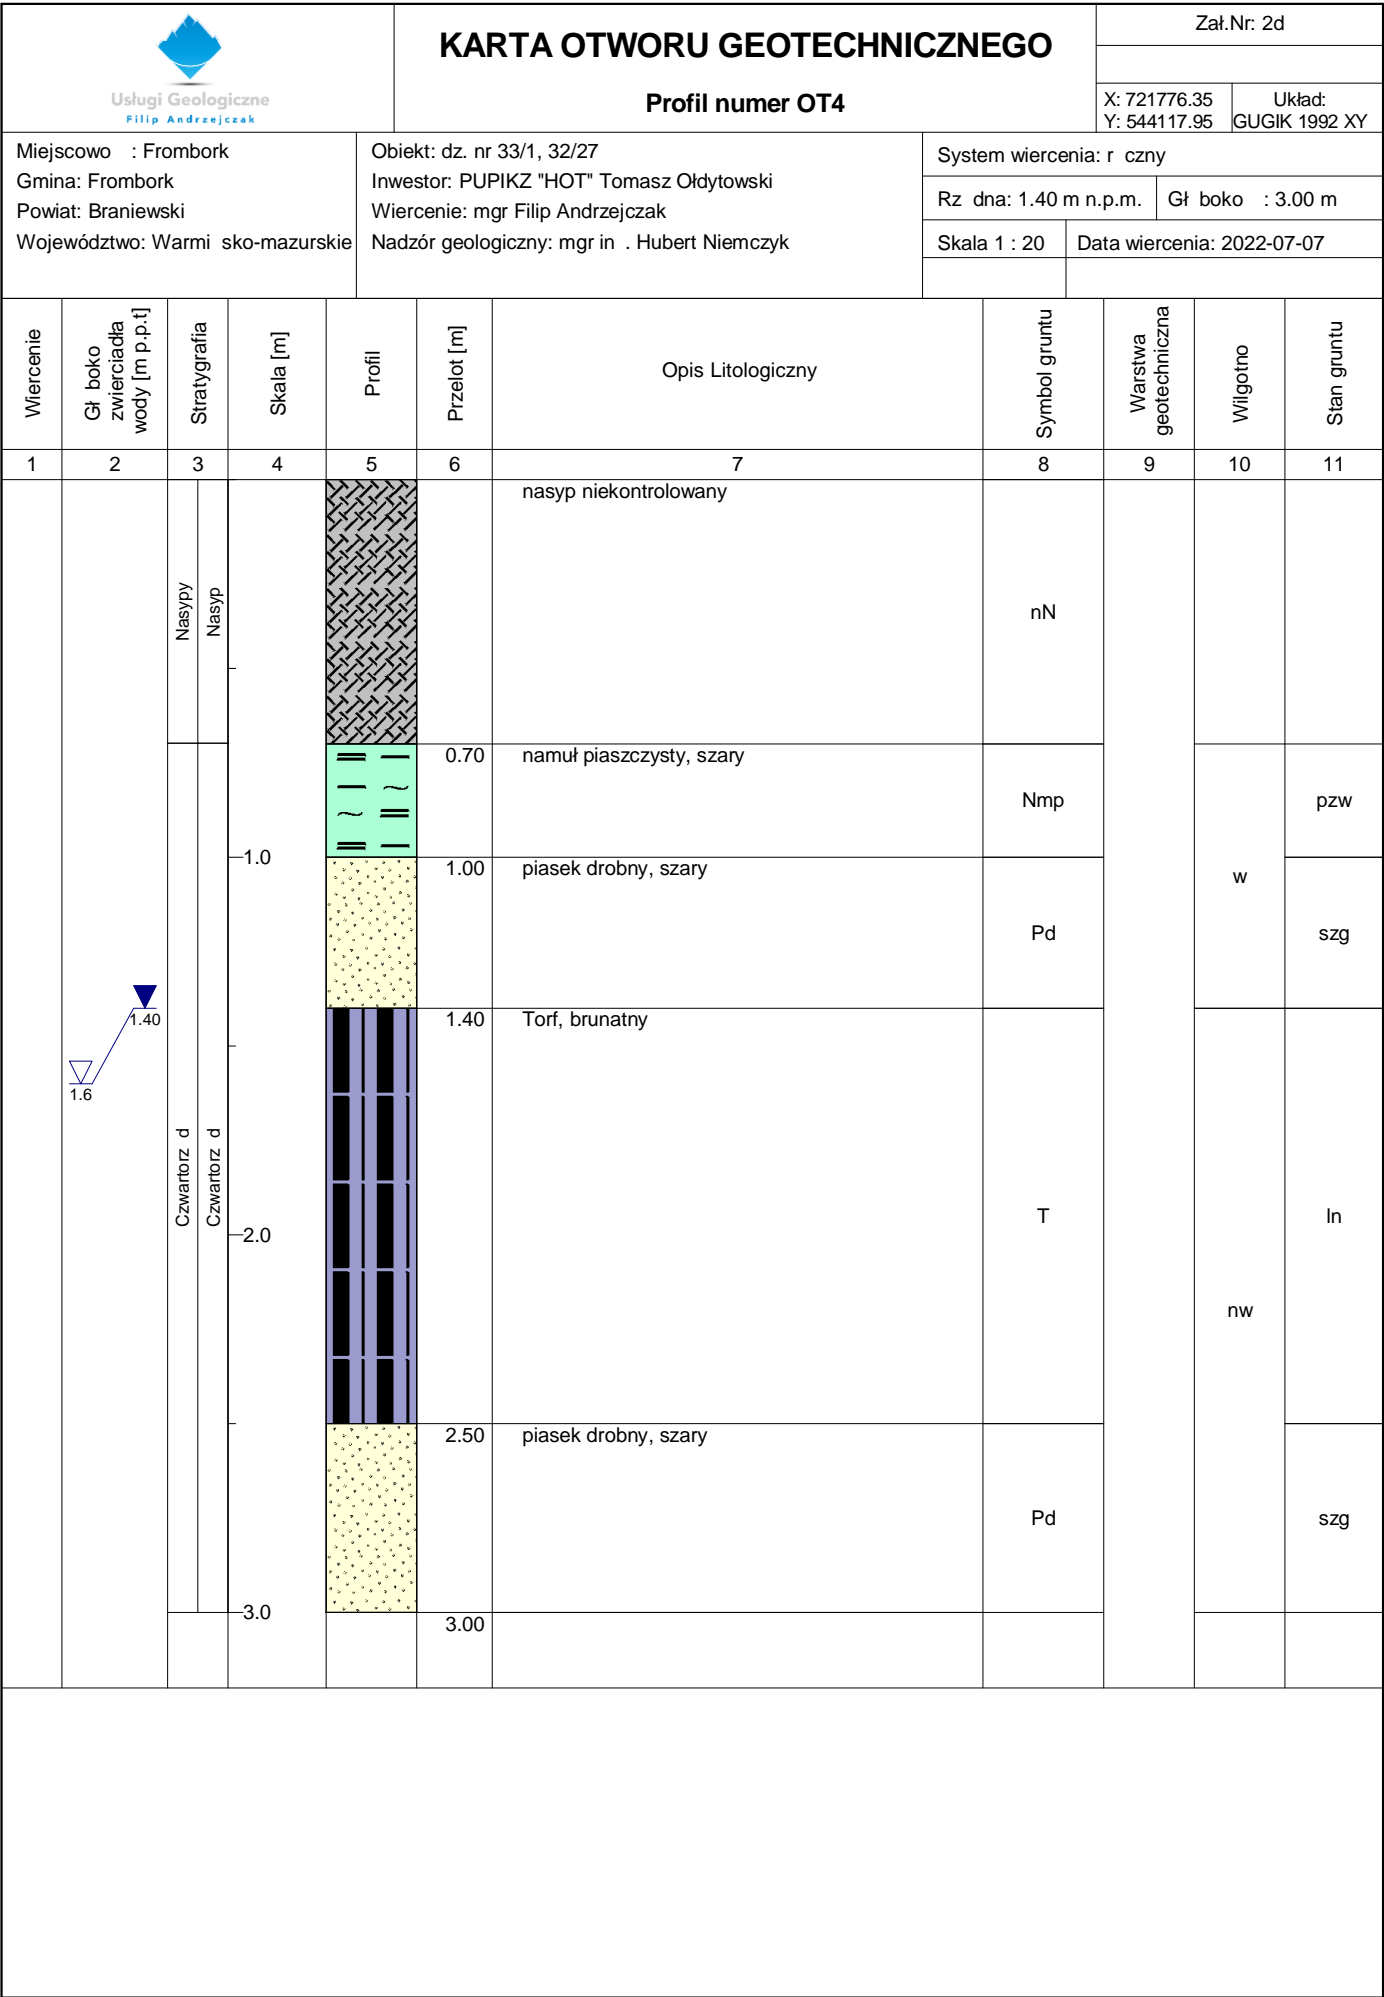 Usługi Geologiczne
Filip Andrzejczak
KARTA OTWORU GEOTECHNICZNEGO
Profil numer OT4
Zał.Nr: 2d
X: 721776.35
Y: 544117.95
Układ:
GUGIK 1992 XY
Miejscowo : Frombork
Gmina: Frombork
Powiat: Braniewski
Województwo: Warmi sko-mazurskie
Obiekt: dz. nr 33/1, 32/27
Inwestor: PUPIKZ "HOT" Tomasz Ołdytowski
Wiercenie: mgr Filip Andrzejczak
Nadzór geologiczny: mgr in . Hubert Niemczyk
System wiercenia: r czny
Rz dna: 1.40 m n.p.m.
Gł boko : 3.00 m
Skala 1 : 20
Data wiercenia: 2022-07-07
Wiercenie
Gł boko
zwierciadła
wody [m p.p.t]
Stratygrafia
Skala [m]
Profil
Przelot [m]
Opis Litologiczny
Symbol gruntu
Warstwa
geotechniczna
Wilgotno
Stan gruntu
1 2 3 4 5 6 7 8 9 10 11
nasyp niekontrolowany
Nasypy
Nasyp
nN
0.70 namuł piaszczysty, szary
Nmp
pzw
1.0
1.00 piasek drobny, szary
w
Pd
szg
1.40
1.40 Torf, brunatny
1.6
Czwartorz d
Czwartorz d
2.0
T
ln
nw
2.50 piasek drobny, szary
Pd
szg
3.0
3.00